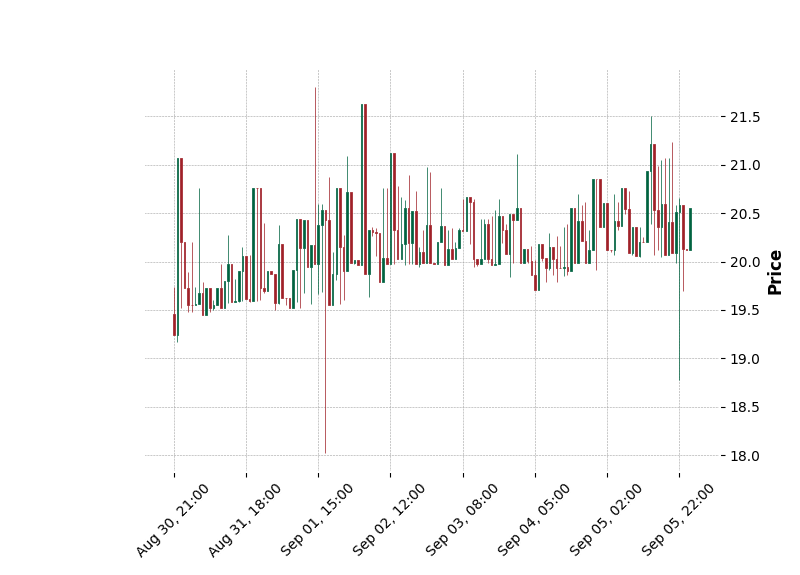 21.5
21.0
20.5
20.0
19.5
19.0
18.5
18.0
Price
Aug 30, 21:00
Aug 31, 18:00
Sep 01, 15:00
Sep 02, 12:00
Sep 03, 08:00
Sep 04, 05:00
Sep 05, 02:00
Sep 05, 22:00